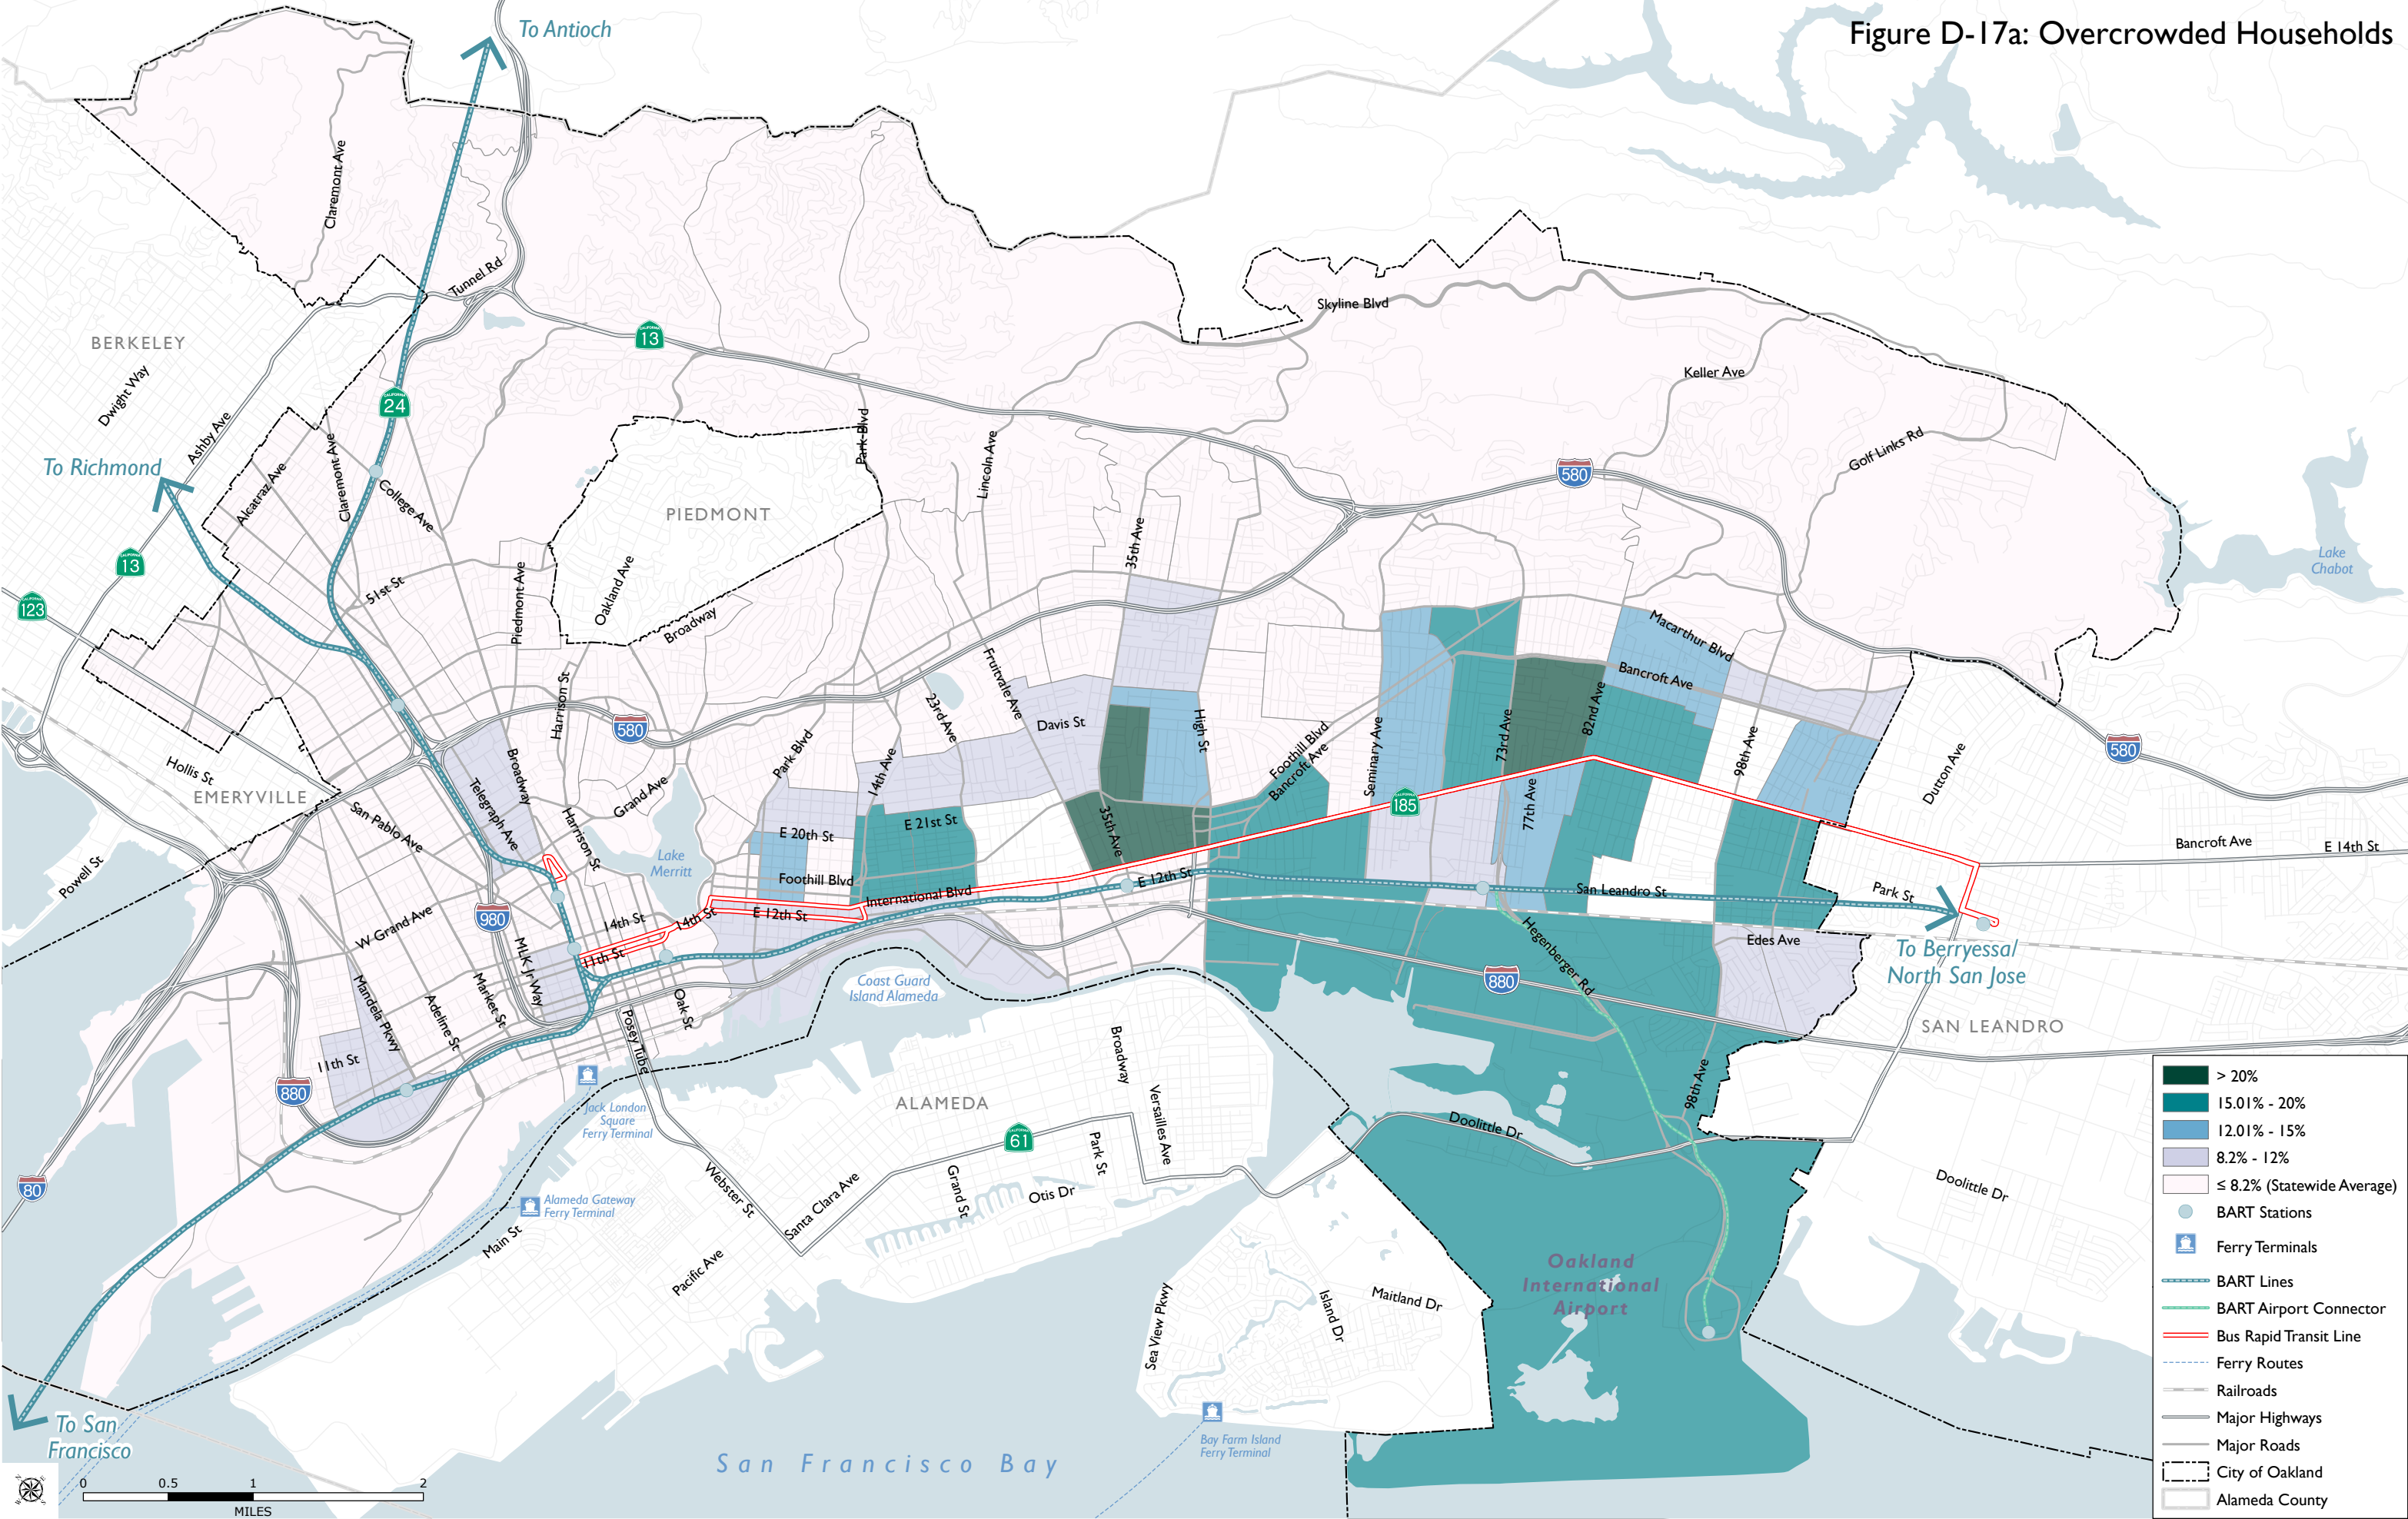 Figure D-17a: Overcrowded Households
To Antioch
Claremont Ave
Tunnel Rd
Skyline Blvd
CALIFORNIA
13
BERKELEY
Dwight Way
Keller Ave
CALIFORNIA
24
Ashby Ave
Park Blvd
Claremont Ave
Lincoln Ave
Golf Links Rd
To Richmond
Alcatraz Ave
College Ave
580
PIEDMONT
35th Ave
CALIFORNIA
13
Lake
Chabot
51st St
Piedmont Ave
Oakland Ave
CALIFORNIA
123
Broadway
Macarthur Blvd
Fruitvale Ave
Bancroft Ave
Harrison St
23rd Ave
Davis St
High St
82nd Ave
580
73rd Ave
Park Blvd
Foothill Blvd
Bancroft Ave
Seminary Ave
98th Ave
580
Hollis St
Broadway
14th Ave
Dutton Ave
EMERYVILLE
Telegraph Ave
Grand Ave
CALIFORNIA
185
77th Ave
San Pablo Ave
Harrison St
E 20th St
E 21st St
35th Ave
Bancroft Ave
E 14th St
Powell St
Lake
Merritt
Foothill Blvd
International Blvd
E 12th St
San Leandro St
Park St
980
W Grand Ave
14th St
14th St
E 12th St
Hegenberger Rd
Edes Ave
To Berryessa/
North San Jose
MLK Jr Way
11th St
880
Mandela Pkwy
Market St
Adeline St
Oak St
Coast Guard
Island Alameda
SAN LEANDRO
Posey Tube
11th St
Broadway
880
98th Ave
Versailles Ave
ALAMEDA
Jack London
Square
Ferry Terminal
CALIFORNIA
61
Doolittle Dr
Park St
Webster St
Grand St
Otis Dr
Doolittle Dr
80
Alameda Gateway
Ferry Terminal
Santa Clara Ave
Main St
Pacific Ave
Oakland
International
Airport
Sea View Pkwy
Island Dr
Maitland Dr
To San
Francisco
San Francisco Bay
Bay Farm Island
Ferry Terminal
0
0.5
1
2
MILES
> 20%
15.01% - 20%
12.01% - 15%
8.2% - 12%
≤ 8.2% (Statewide Average)
BART Stations
Ferry Terminals
BART Lines
BART Airport Connector
Bus Rapid Transit Line
Ferry Routes
Railroads
Major Highways
Major Roads
City of Oakland
Alameda County